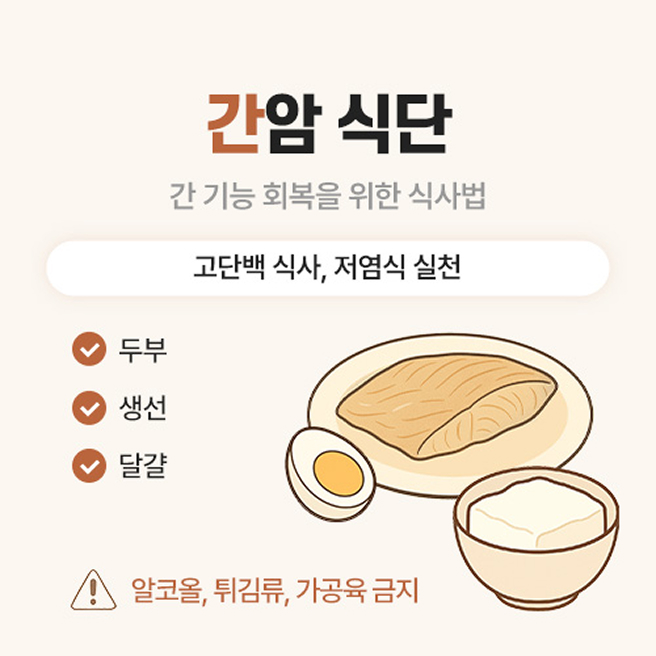 간암 식단
간 기능 회복을 위한 식사법
고단백 식사, 저염식 실천
두부
생선
달걀
알코올, 튀김류, 가공육 금지